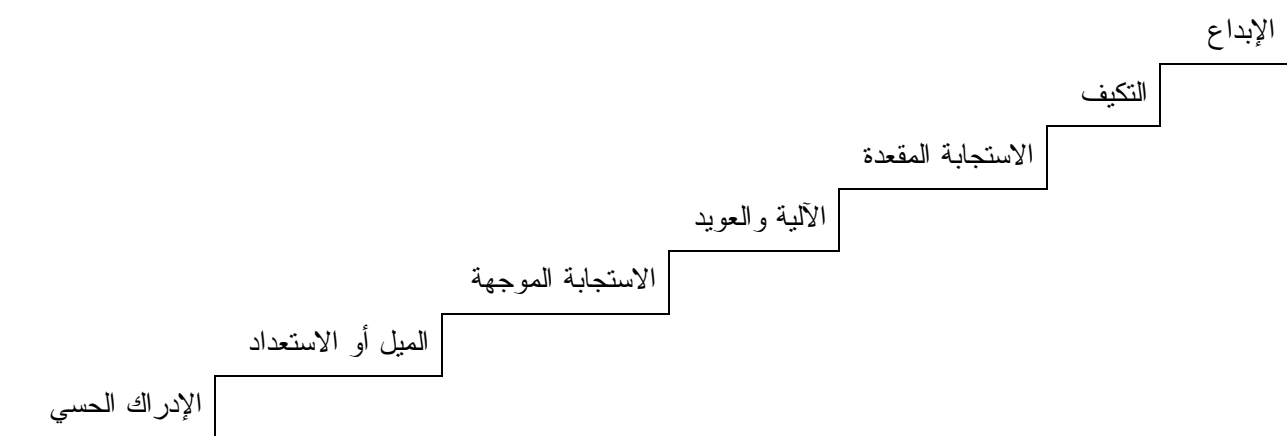 الإبداع
التكيف
الاستجابة المقعدة
الآلية والعويد
الاستجابة الموجهة
الميل أو الاستعداد
الإدراك الحسي